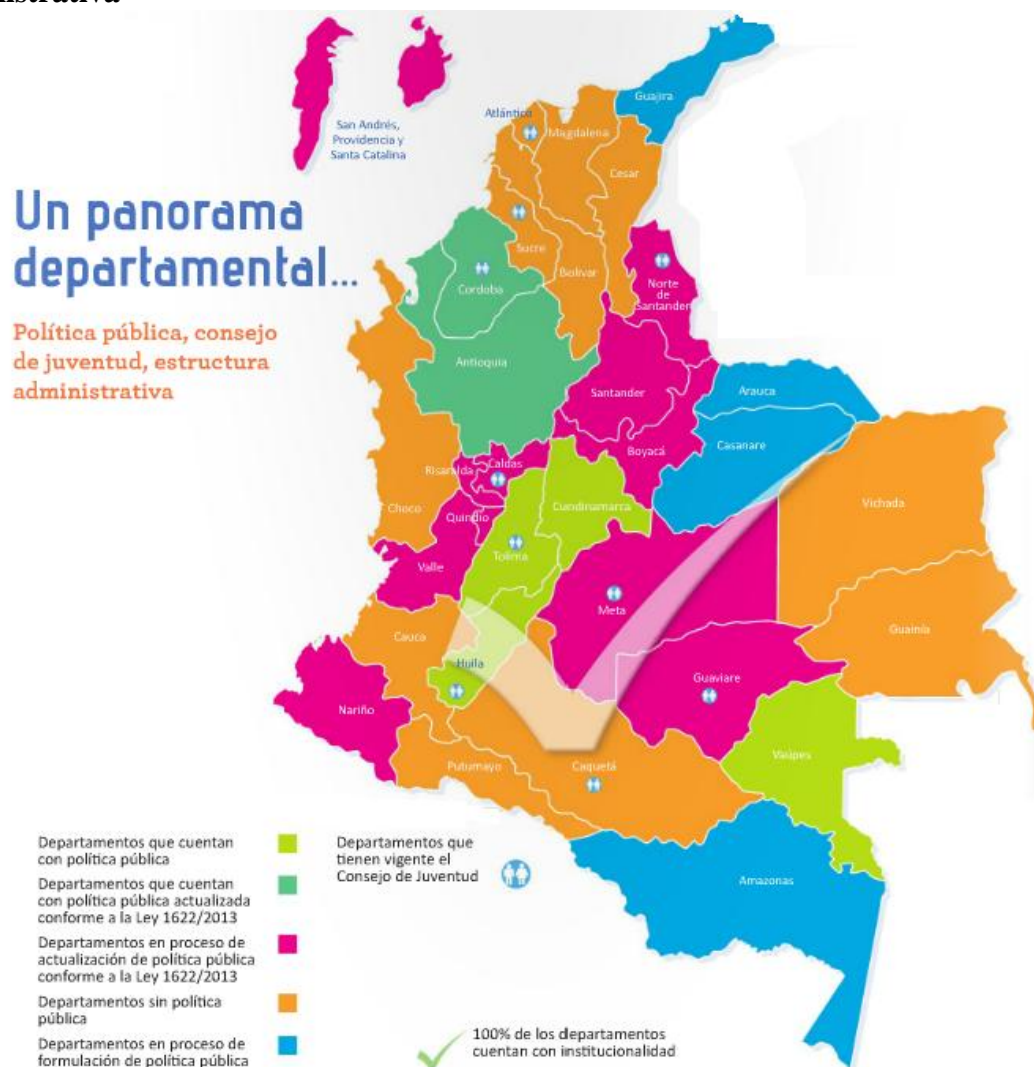 nistrativa
San Andrés,
Providencia y
Santa Catalina
Un panorama
departamental...
Política pública, consejo
de juventud, estructura
administrativa
Guajira
Atlántico
Magdalena
Cesar
Sucre
Bolívar
Cordoba
Norte
de
Santander
Antioquia
Santander
Arauca
Casanare
Boyacá
Risaralda
Caldas
Choco
Quindio
Cundinamarca
Vichada
Valle
Tolima
Meta
Guainía
Cauca
Huila
Guaviare
Nariño
Vaúpes
Putumayo
Caquetá
Amazonas
Departamentos que cuentan
con política pública
Departamentos que cuentan
con política pública actualizada
conforme a la Ley 1622/2013
Departamentos en proceso de
actualización de política pública
conforme a la Ley 1622/2013
Departamentos sin política
pública
Departamentos en proceso de
formulación de política pública
Departamentos que
tienen vigente el
Consejo de Juventud
100% de los departamentos
cuentan con institucionalidad